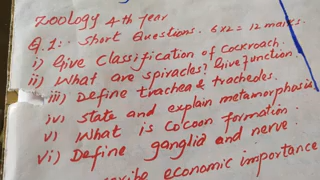 Zoology 4th Year
Q.1:- Short Questions. 6x2 = 12 marks.
i) Give Classification of Cockroach.
ii) What are spiracles? Give function.
iii) Define trachea & tracheoles.
iv) State and explain metamorphosis
v) What is cocoon formation.
vi) Define ganglia and nerve.
economic importance